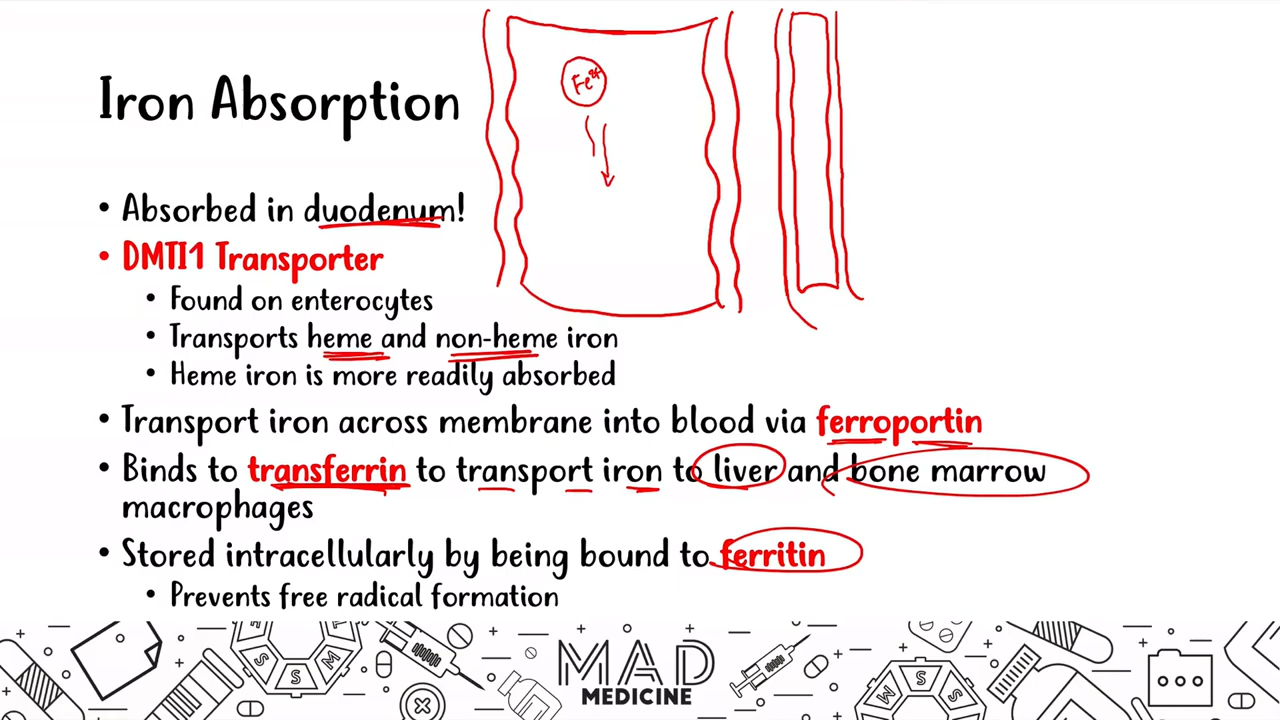 Iron Absorption
Fe²⁺
• Absorbed in duodenum!
• DMTI1 Transporter
• Found on enterocytes
• Transports heme and non-heme iron
• Heme iron is more readily absorbed
• Transport iron across membrane into blood via ferroportin
• Binds to transferrin to transport iron to liver and bone marrow
macrophages
• Stored intracellularly by being bound to ferritin
• Prevents free radical formation
S S M
MAD
MEDICINE
M S S